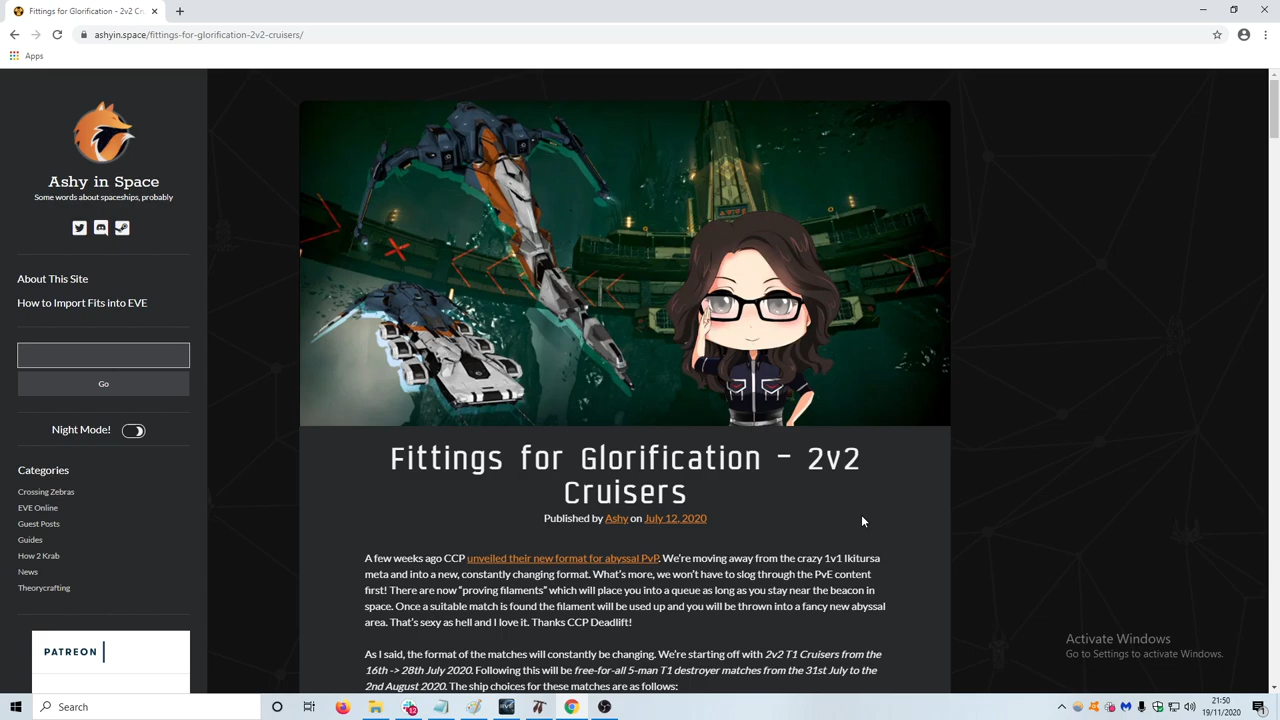 Fittings for Glorification - 2v2 Cr
ashyin.space/fittings-for-glorification-2v2-cruisers/
Apps
Ashy in Space
Some words about spaceships, probably
About This Site
How to Import Fits into EVE
Go
Night Mode!
Categories
Crossing Zebras
EVE Online
Guest Posts
Guides
How 2 Krab
News
Theorycrafting
PATREON
Fittings for Glorification - 2v2
Cruisers
Published by Ashy on July 12, 2020
A few weeks ago CCP unveiled their new format for abyssal PvP. We're moving away from the crazy 1v1 Ikitursa
meta and into a new, constantly changing format. What's more, we won't have to slog through the PvE content
first! There are now "proving filaments" which will place you into a queue as long as you stay near the beacon in
space. Once a suitable match is found the filament will be used up and you will be thrown into a fancy new abyssal
area. That's sexy as hell and I love it. Thanks CCP Deadlift!
As I said, the format of the matches will constantly be changing. We're starting off with 2v2 T1 Cruisers from the
16th -> 28th July 2020. Following this will be free-for-all 5-man T1 destroyer matches from the 31st July to the
2nd August 2020. The ship choices for these matches are as follows:
Activate Windows
Go to Settings to activate Windows.
Search
12
21:50
19/11/2020